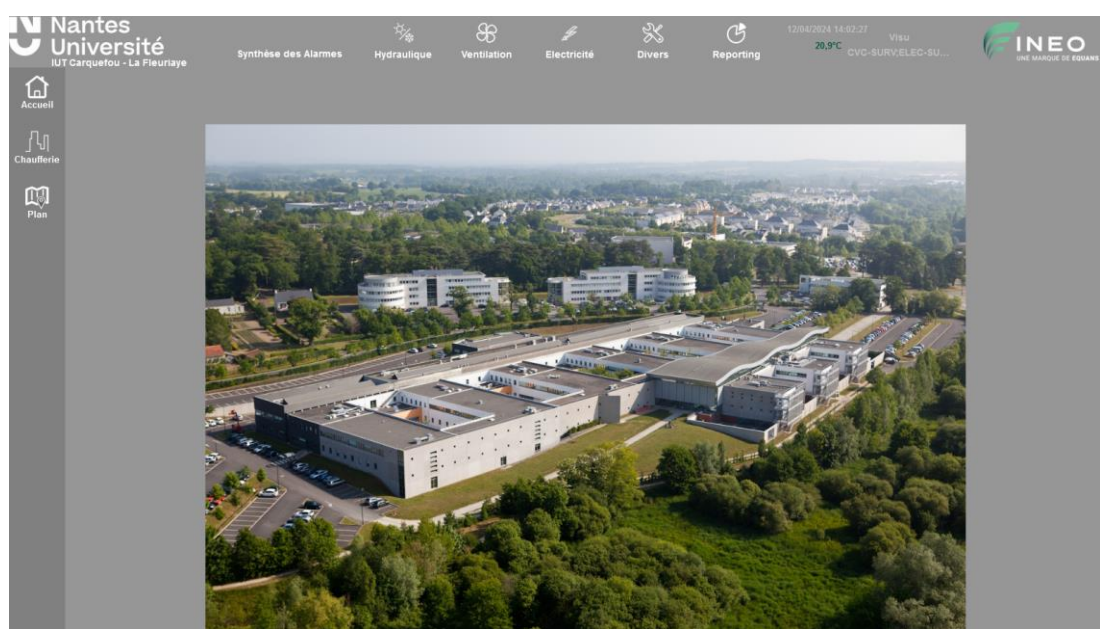 NU Nantes
Université
IUT Carquefou - La Fleuriaye
Synthèse des Alarmes
Hydraulique
Ventilation
Electricité
Divers
Reporting
12/04/2024 14:02:27
Visu
20,9°C
CVC-SURV;ELEC-SU...
INEO
UNE MARQUE DE EQUANS
Accueil
Chaufferie
Plan